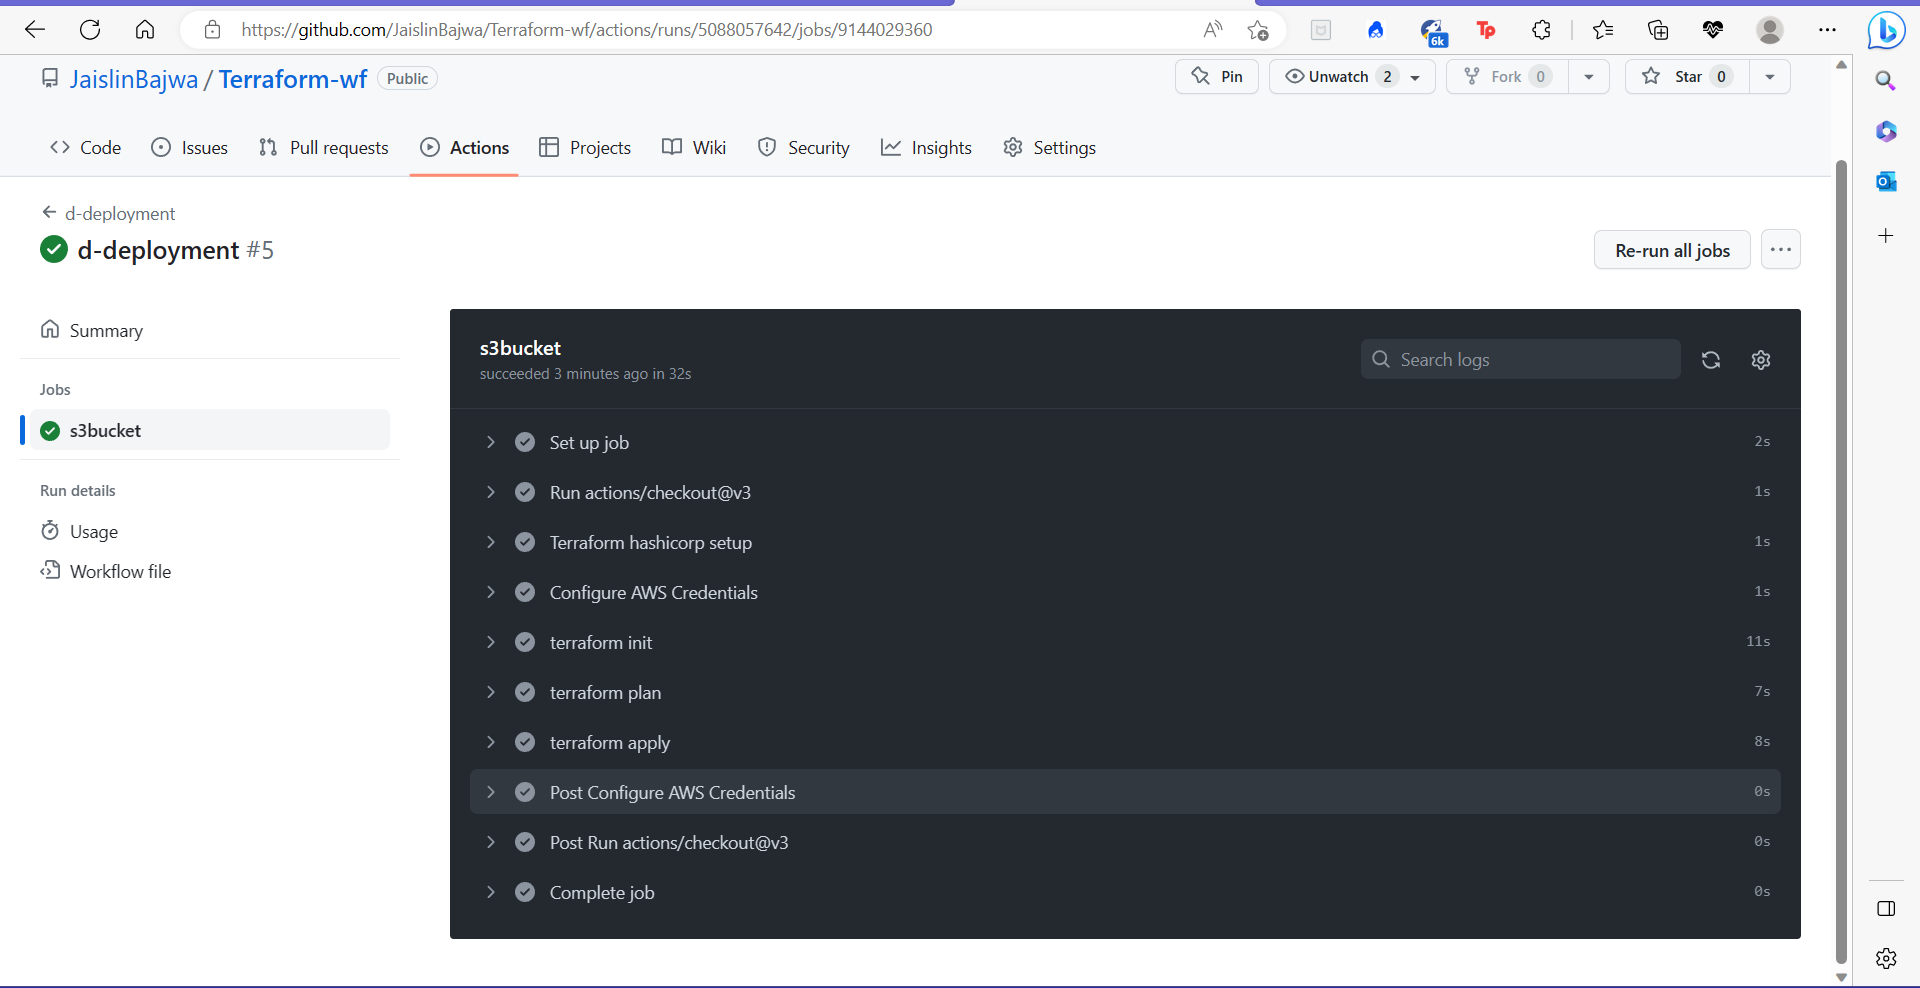 https://github.com/JaislinBajwa/Terraform-wf/actions/runs/5088057642/jobs/9144029360
A
6k
Tp
JaislinBajwa / Terraform-wf Public
Pin
Unwatch 2
Fork 0
Star 0
Code
Issues
Pull requests
Actions
Projects
Wiki
Security
Insights
Settings
d-deployment
d-deployment #5
Re-run all jobs
Summary
Jobs
s3bucket
Run details
Usage
Workflow file
s3bucket
succeeded 3 minutes ago in 32s
Search logs
Set up job 2s
Run actions/checkout@v3 1s
Terraform hashicorp setup 1s
Configure AWS Credentials 1s
terraform init 11s
terraform plan 7s
terraform apply 8s
Post Configure AWS Credentials 0s
Post Run actions/checkout@v3 0s
Complete job 0s